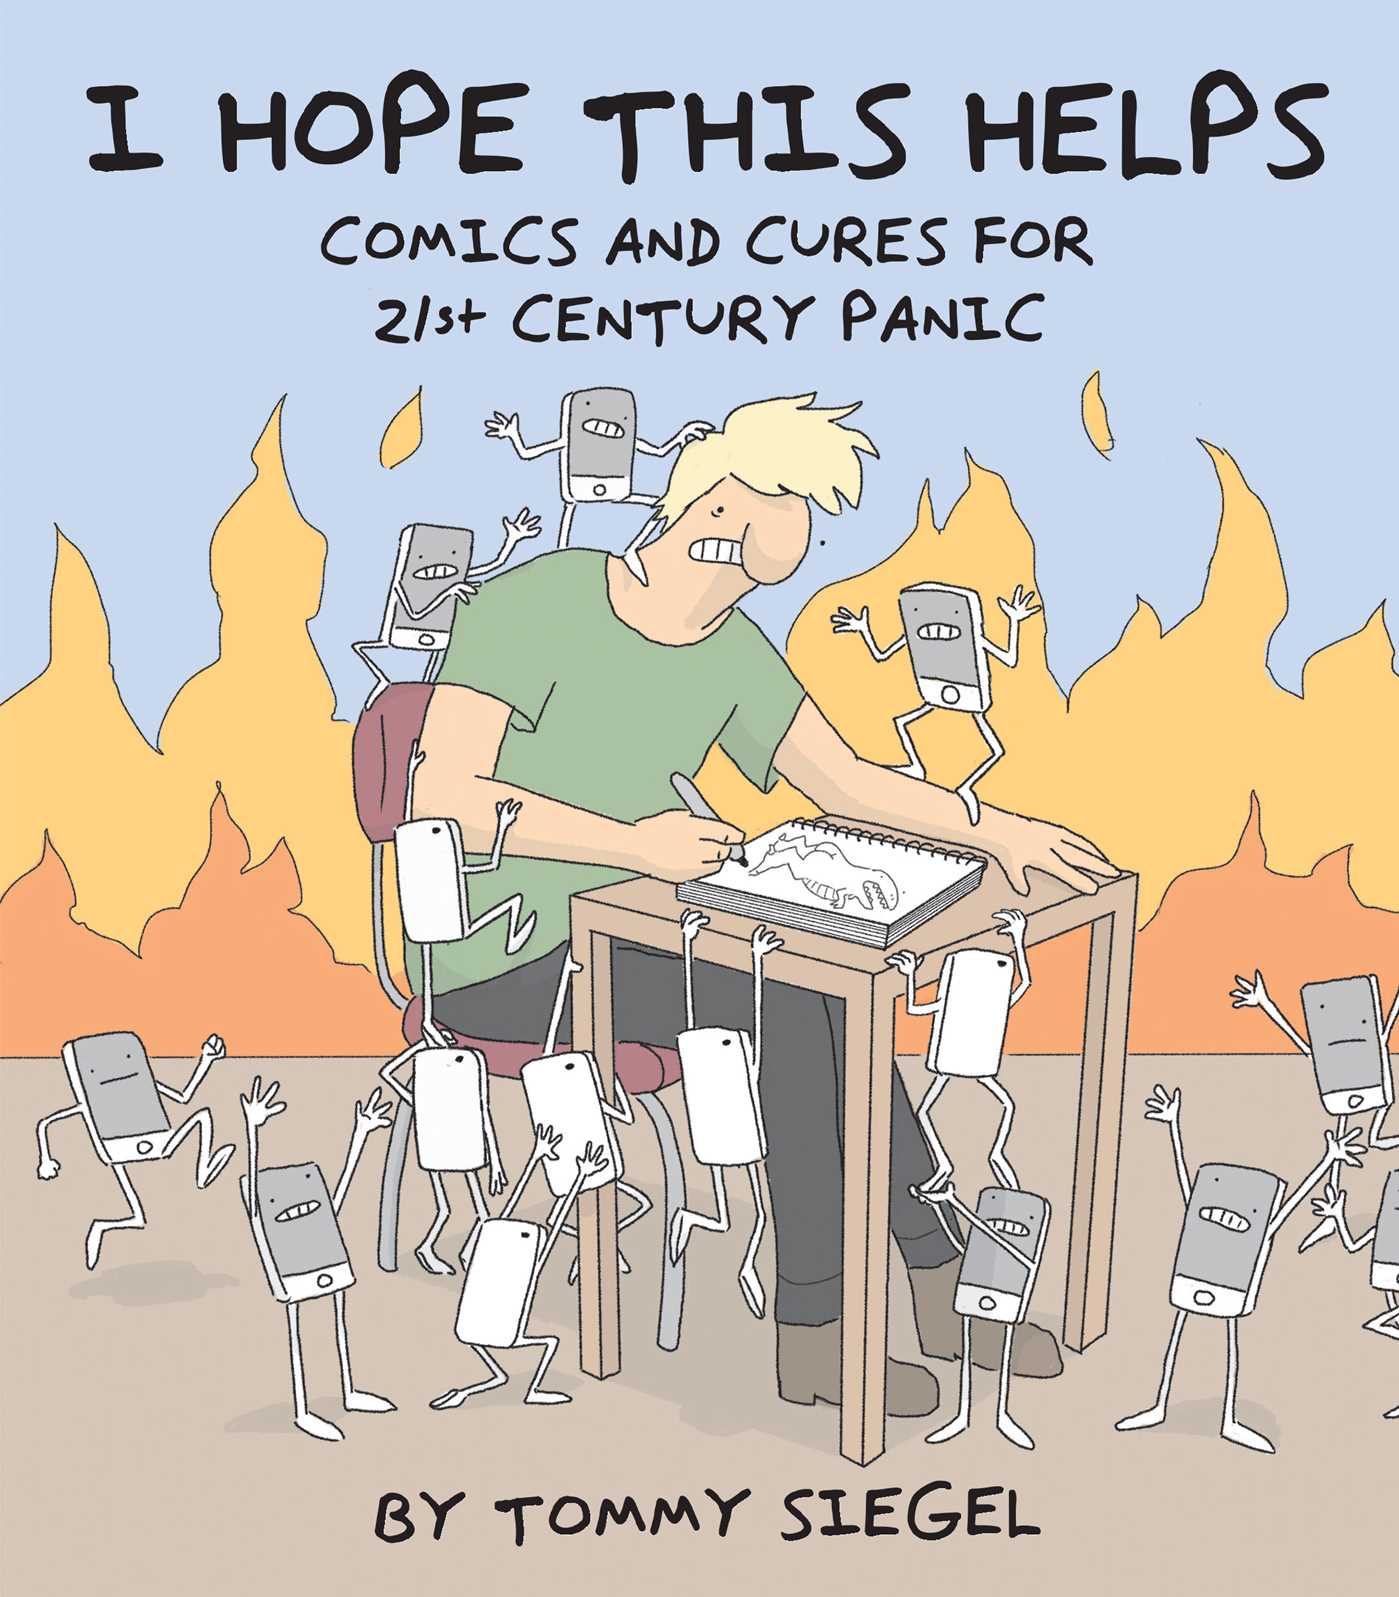 I HOPE THIS HELPS
COMICS AND CURES FOR
21st CENTURY PANIC
BY TOMMY SIEGEL